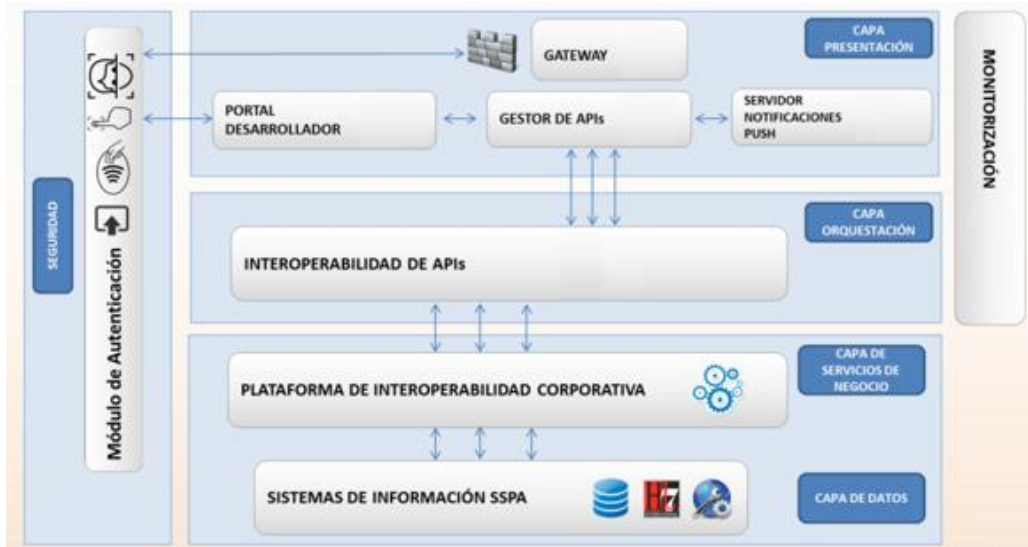 SEGURIDAD
Módulo de Autenticación
GATEWAY
CAPA
PRESENTACIÓN
PORTAL
DESARROLLADOR
GESTOR DE APIs
SERVIDOR
NOTIFICACIONES
PUSH
MONITORIZACIÓN
CAPA
ORQUESTACIÓN
INTEROPERABILIDAD DE APIs
CAPA DE
SERVICIOS DE
NEGOCIO
PLATAFORMA DE INTEROPERABILIDAD CORPORATIVA
SISTEMAS DE INFORMACIÓN SSPA
H7
CAPA DE DATOS